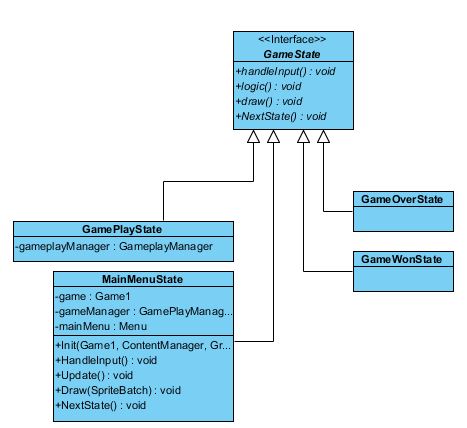 <<Interface>>
GameState
+handleInput() : void
+logic() : void
+draw() : void
+NextState() : void
GamePlayState
-gameplayManager : GameplayManager
GameOverState
GameWonState
MainMenuState
-game : Game1
-gameManager : GamePlayManag...
-mainMenu : Menu
+Init(Game1, ContentManager, Gr...
+HandleInput() : void
+Update() : void
+Draw(SpriteBatch) : void
+NextState() : void